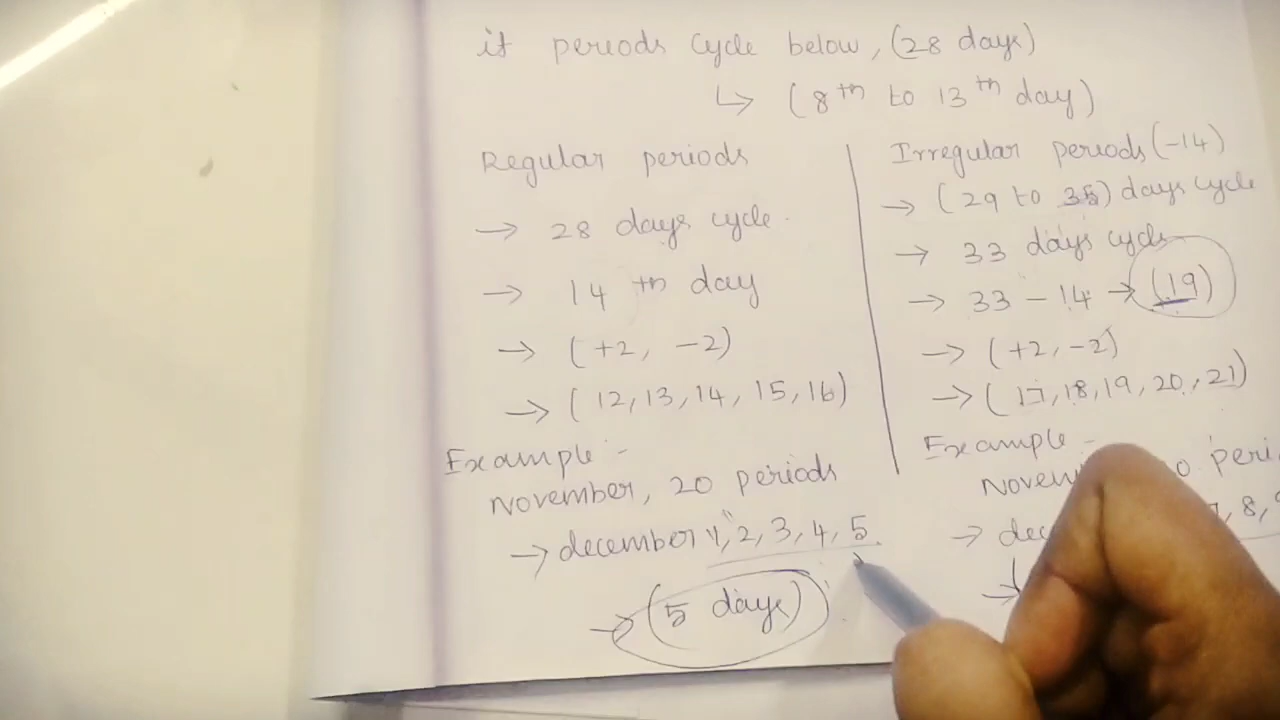 if periods cycle below, (28 days)
↳ (8th to 13th day)
Regular periods
→ 28 days cycle
→ 14th day
→ (+2, -2)
→ (12, 13, 14, 15, 16)
Example -
November, 20 periods
→ december 1, 2, 3, 4, 5
→ (5 days)
Irregular periods (-14)
→ (29 to 35) days cycle
→ 33 days cycle
→ 33 - 14 → (19)
→ (+2, -2)
→ (17, 18, 19, 20, 21)
Example -